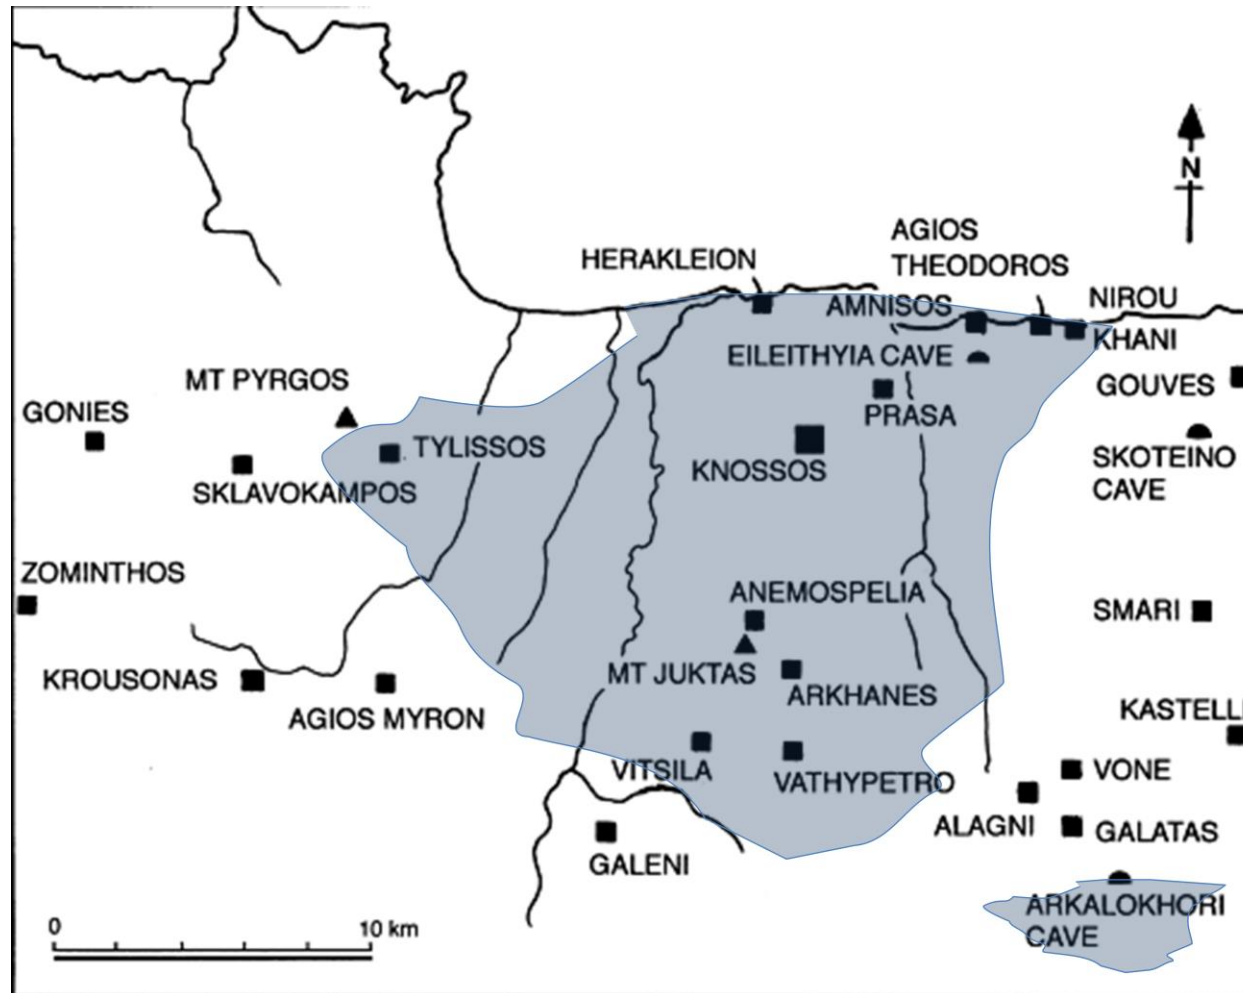 AGIOS
THEODOROS
HERAKLEION
N
NIROU
KHANI
AMNISOS
EILEITHYIA CAVE
GOUVES
MT PYRGOS
GONIES
PRASA
TYLISSOS
SKOTEINO
CAVE
KNOSSOS
SKLAVOKAMPOS
ZOMINTHOS
ANEMOSPELIA
SMARI
MT JUKTAS
KROUSONAS
ARKHANES
AGIOS MYRON
KASTELLI
VITSILA
VATHYPETRO
VONE
ALAGNI
GALATAS
GALENI
ARKALOKHORI
CAVE
0 10 km